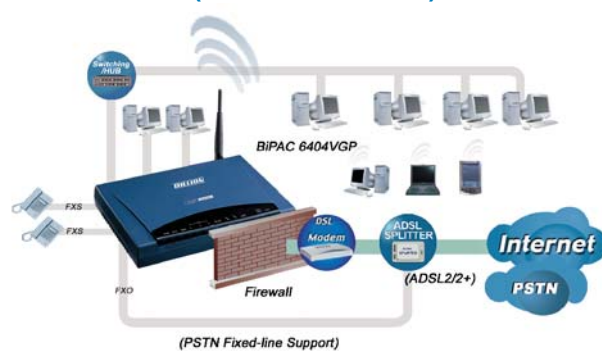 Switching
/HUB
BiPAC 6404VGP
BILLION
FXS
FXS
DSL
Modem
ADSL
SPLITTER
Internet
(ADSL2/2+)
PSTN
FXO
Firewall
(PSTN Fixed-line Support)